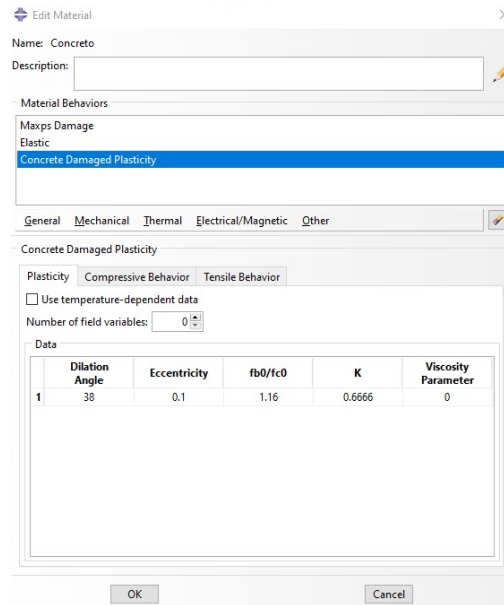 Edit Material
Name: Concreto
Description:
Material Behaviors
Maxps Damage
Elastic
Concrete Damaged Plasticity
General Mechanical Thermal Electrical/Magnetic Other
Concrete Damaged Plasticity
Plasticity Compressive Behavior Tensile Behavior
Use temperature-dependent data
Number of field variables: 0
Data
Dilation Angle Eccentricity fb0/fc0 K Viscosity Parameter
1 38 0.1 1.16 0.6666 0
OK Cancel